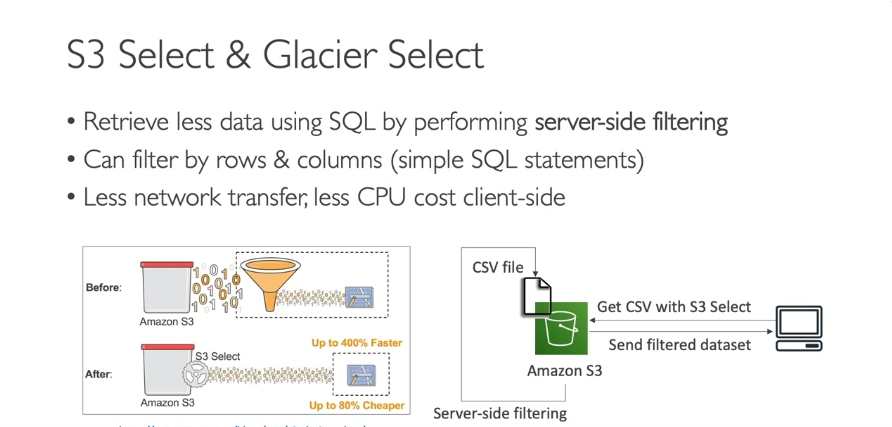 S3 Select & Glacier Select
• Retrieve less data using SQL by performing server-side filtering
• Can filter by rows & columns (simple SQL statements)
• Less network transfer, less CPU cost client-side
Before:
Amazon S3
Up to 400% Faster
After:
S3 Select
Amazon S3
Up to 80% Cheaper
CSV file
Get CSV with S3 Select
Send filtered dataset
Amazon S3
Server-side filtering